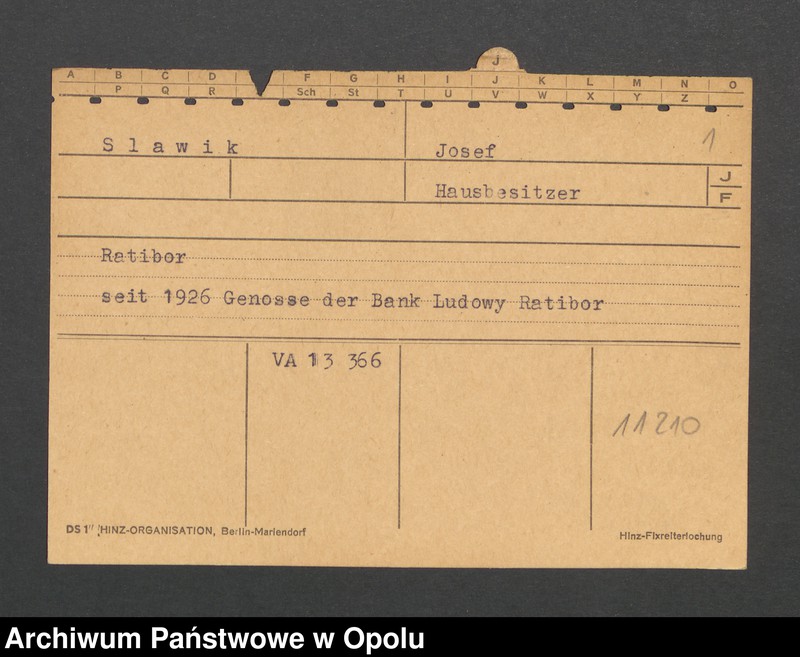 J
A B C D F G H I J K L M N O
P Q R Sch St T U V W X Y Z
Slawik Josef 1
Hausbesitzer J
F
Ratibor
seit 1926 Genosse der Bank Ludowy Ratibor
VA 13 366
11210
DS 1" HINZ-ORGANISATION, Berlin-Mariendorf Hinz-Fixreiterlochung
Archiwum Państwowe w Opolu